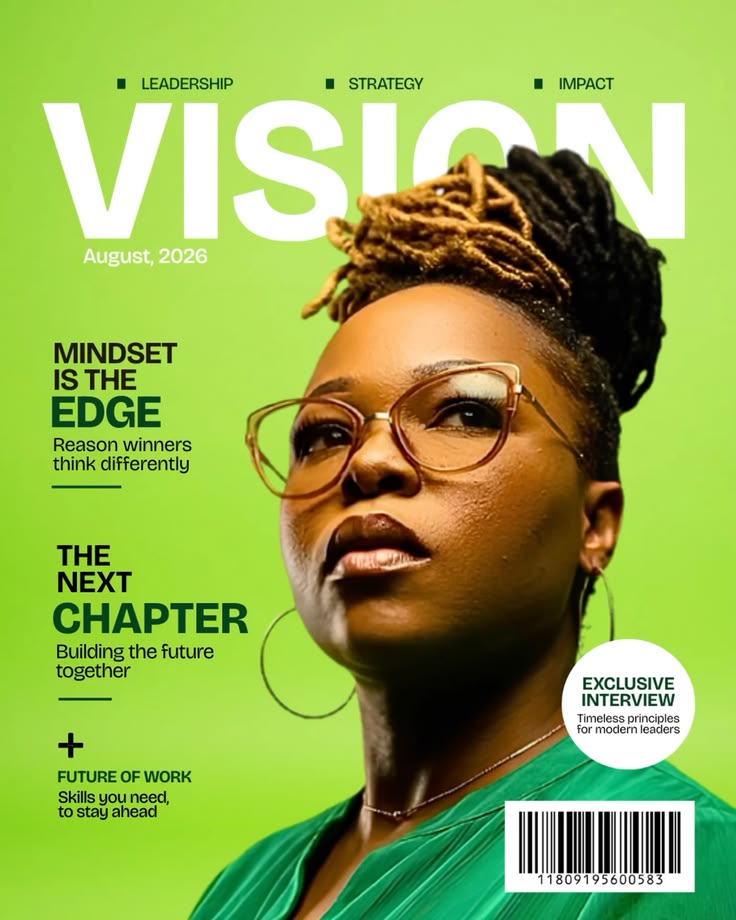 LEADERSHIP
STRATEGY
IMPACT
VISION
August, 2026
MINDSET
IS THE
EDGE
Reason winners
think differently
THE
NEXT
CHAPTER
Building the future
together
+
FUTURE OF WORK
Skills you need,
to stay ahead
EXCLUSIVE
INTERVIEW
Timeless principles
for modern leaders
11809195600583